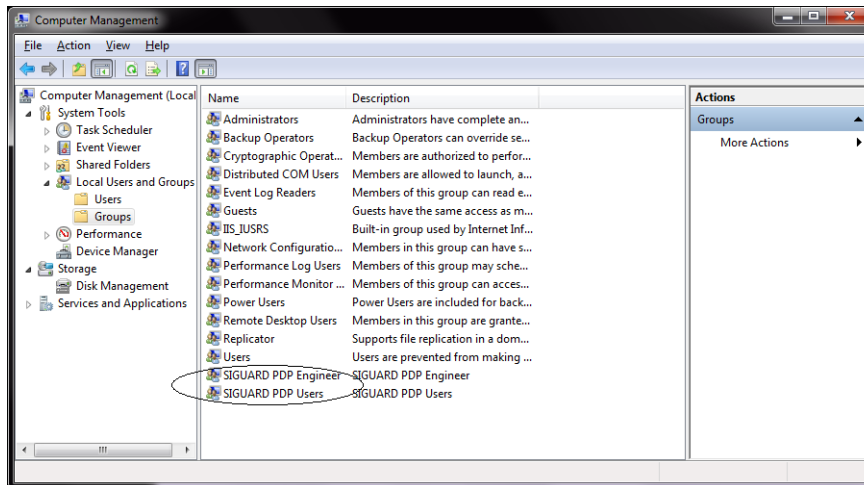 Computer Management
File Action View Help
Computer Management (Local
System Tools
Task Scheduler
Event Viewer
Shared Folders
Local Users and Groups
Users
Groups
Performance
Device Manager
Storage
Disk Management
Services and Applications
Name Description
Administrators Administrators have complete an...
Backup Operators Backup Operators can override se...
Cryptographic Operat... Members are authorized to perfor...
Distributed COM Users Members are allowed to launch, a...
Event Log Readers Members of this group can read e...
Guests Guests have the same access as m...
IIS_IUSRS Built-in group used by Internet Inf...
Network Configuratio... Members in this group can have s...
Performance Log Users Members of this group may sche...
Performance Monitor ... Members of this group can acces...
Power Users Power Users are included for back...
Remote Desktop Users Members in this group are grante...
Replicator Supports file replication in a dom...
Users Users are prevented from making ...
SIGUARD PDP Engineer SIGUARD PDP Engineer
SIGUARD PDP Users SIGUARD PDP Users
Actions
Groups
More Actions